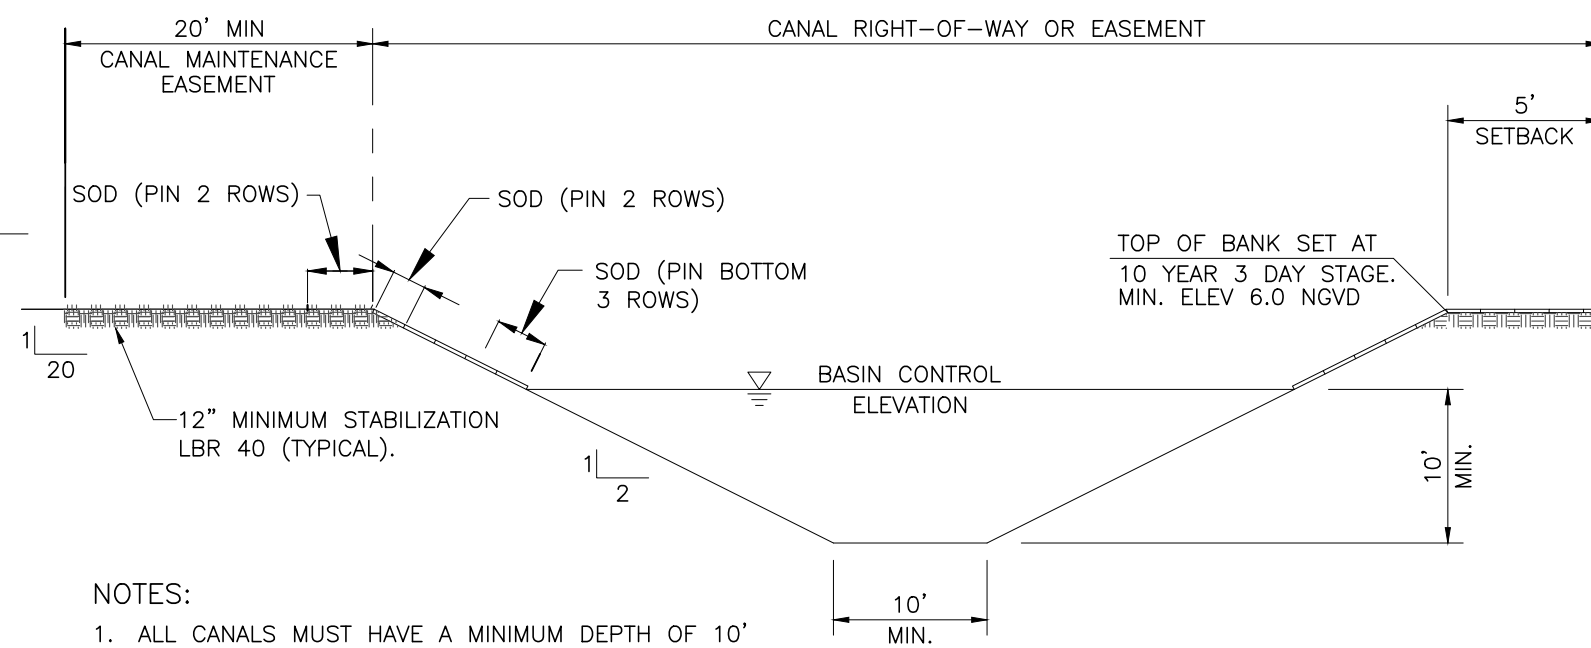 20' MIN
CANAL MAINTENANCE
EASEMENT
CANAL RIGHT-OF-WAY OR EASEMENT
5'
SETBACK
SOD (PIN 2 ROWS)
SOD (PIN 2 ROWS)
SOD (PIN BOTTOM
3 ROWS)
TOP OF BANK SET AT
10 YEAR 3 DAY STAGE.
MIN. ELEV 6.0 NGVD
1
20
BASIN CONTROL
ELEVATION
12" MINIMUM STABILIZATION
LBR 40 (TYPICAL).
1
2
10'
MIN.
10'
MIN.
NOTES:
1. ALL CANALS MUST HAVE A MINIMUM DEPTH OF 10'